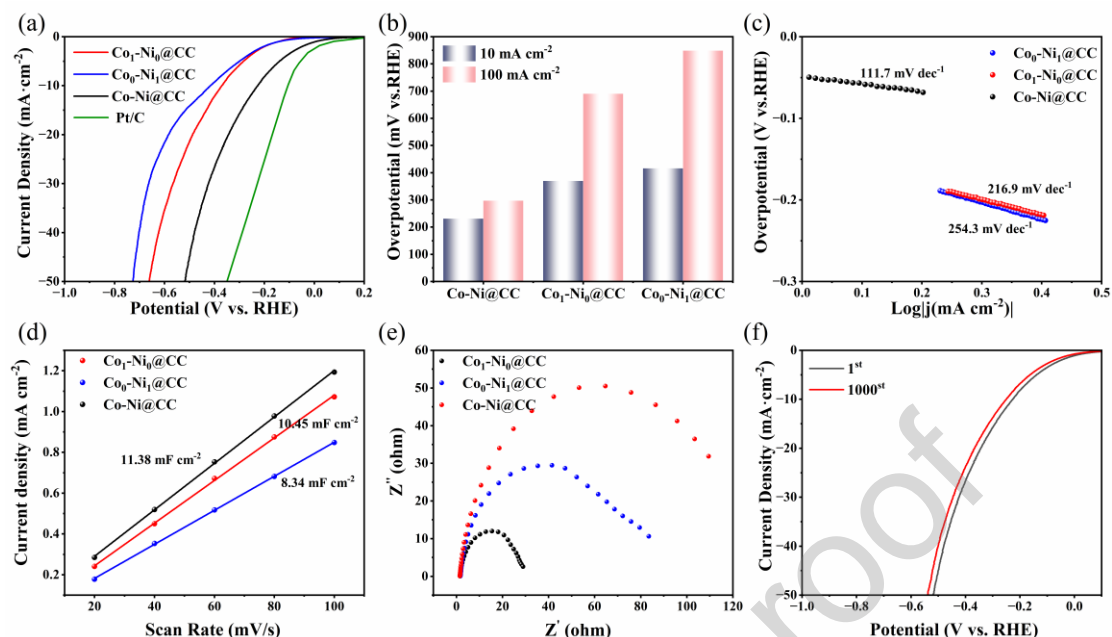 (a)
Co₁-Ni₀@CC
Co₀-Ni₁@CC
Co-Ni@CC
Pt/C
0
−10
−20
−30
−40
−50
−1.0 −0.8 −0.6 −0.4 −0.2 0.0 0.2
Current Density (mA·cm⁻²)
Potential (V vs. RHE)
(b)
10 mA cm⁻²
100 mA cm⁻²
900
800
700
600
500
400
300
200
100
0
Co-Ni@CC Co₁-Ni₀@CC Co₀-Ni₁@CC
Overpotential (mV vs.RHE)
(c)
Co₀-Ni₁@CC
Co₁-Ni₀@CC
Co-Ni@CC
111.7 mV dec⁻¹
216.9 mV dec⁻¹
254.3 mV dec⁻¹
0.0
−0.1
−0.2
−0.3
0.0 0.1 0.2 0.3 0.4 0.5
Overpotential (V vs.RHE)
Log|j(mA cm⁻²)|
(d)
Co₁-Ni₀@CC
Co₀-Ni₁@CC
Co-Ni@CC
10.45 mF cm⁻²
11.38 mF cm⁻²
8.34 mF cm⁻²
1.2
1.0
0.8
0.6
0.4
0.2
20 40 60 80 100
Current density (mA cm⁻²)
Scan Rate (mV/s)
(e)
Co₁-Ni₀@CC
Co₀-Ni₁@CC
Co-Ni@CC
60
50
40
30
20
10
0
0 20 40 60 80 100 120
Z'' (ohm)
Z' (ohm)
(f)
1ˢᵗ
1000ˢᵗ
0
−10
−20
−30
−40
−50
−1.0 −0.8 −0.6 −0.4 −0.2 0.0
Current Density (mA·cm⁻²)
Potential (V vs. RHE)
roof